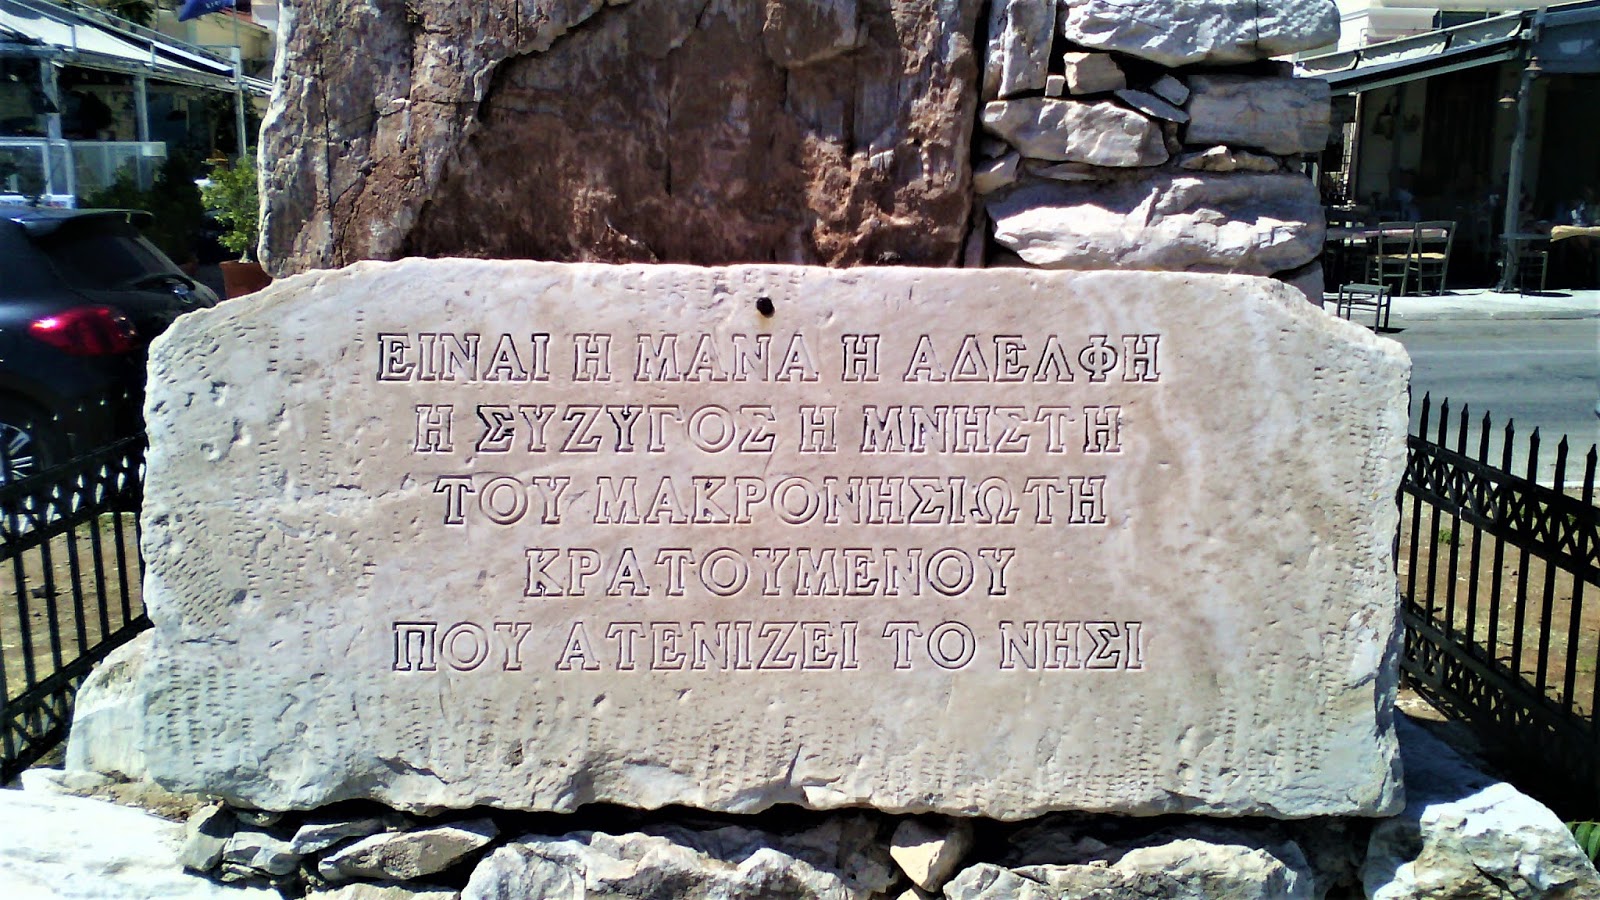 ΕΙΝΑΙ Η ΜΑΝΑ Η ΑΔΕΛΦΗ
Η ΣΥΖΥΓΟΣ Η ΜΝΗΣΤΗ
ΤΟΥ ΜΑΚΡΟΝΗΣΙΩΤΗ
ΚΡΑΤΟΥΜΕΝΟΥ
ΠΟΥ ΑΤΕΝΙΖΕΙ ΤΟ ΝΗΣΙ